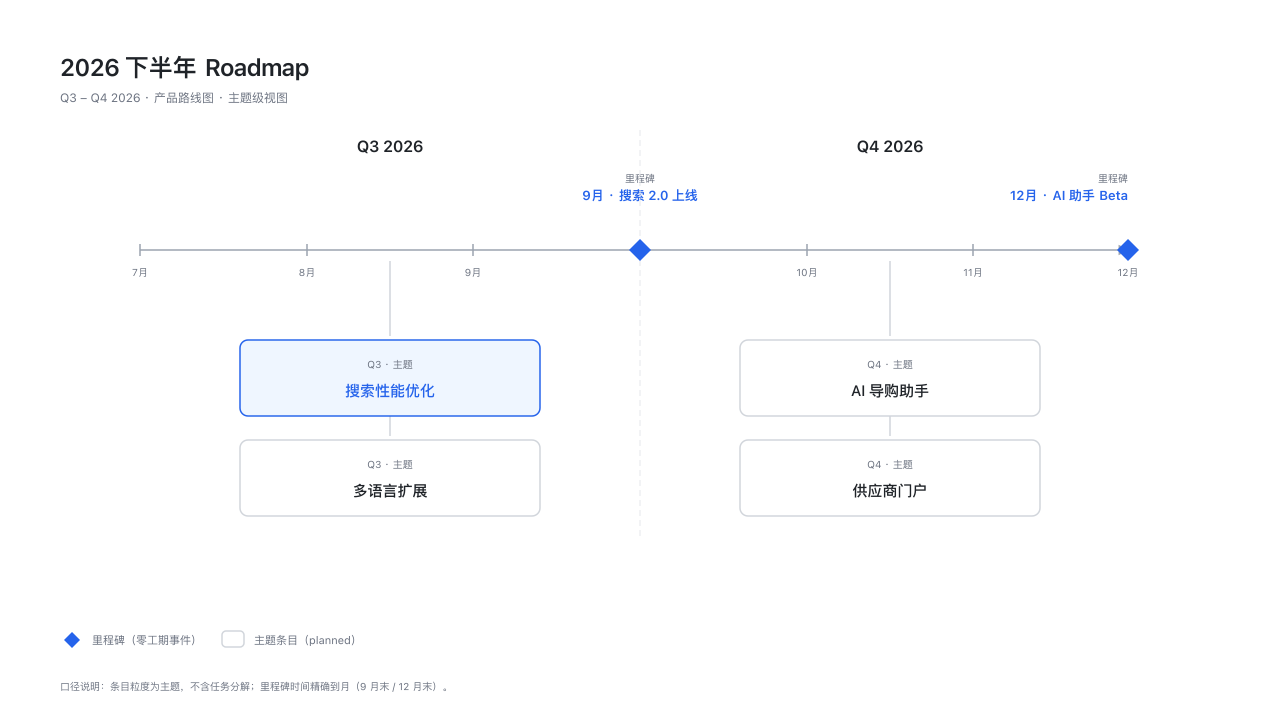 2026 下半年 Roadmap
Q3 – Q4 2026 · 产品路线图 · 主题级视图
Q3 2026
Q4 2026
里程碑
9月 · 搜索 2.0 上线
里程碑
12月 · AI 助手 Beta
7月
8月
9月
10月
11月
12月
Q3 · 主题
搜索性能优化
Q4 · 主题
AI 导购助手
Q3 · 主题
多语言扩展
Q4 · 主题
供应商门户
里程碑（零工期事件）
主题条目（planned）
口径说明：条目粒度为主题，不含任务分解；里程碑时间精确到月（9 月末 / 12 月末）。